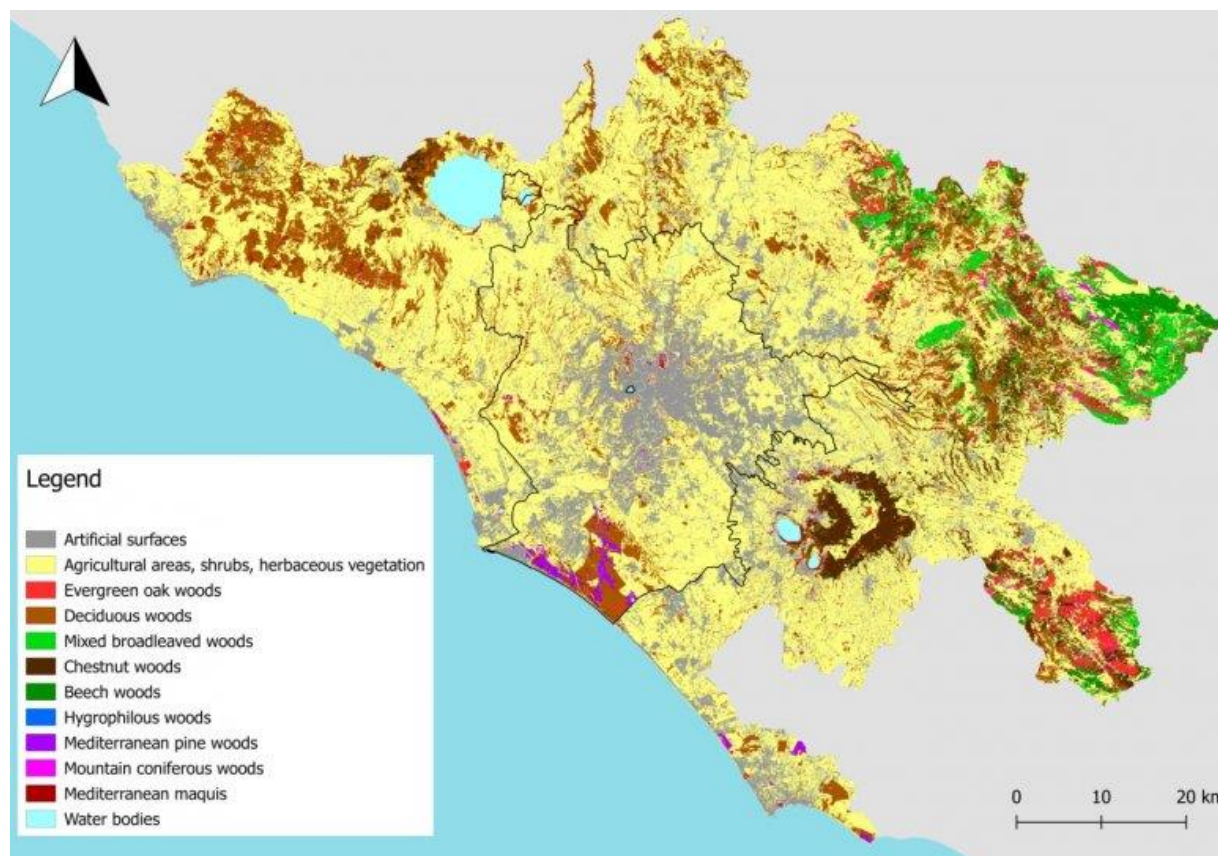 Legend
Artificial surfaces
Agricultural areas, shrubs, herbaceous vegetation
Evergreen oak woods
Deciduous woods
Mixed broadleaved woods
Chestnut woods
Beech woods
Hygrophilous woods
Mediterranean pine woods
Mountain coniferous woods
Mediterranean maquis
Water bodies
0 10 20 km